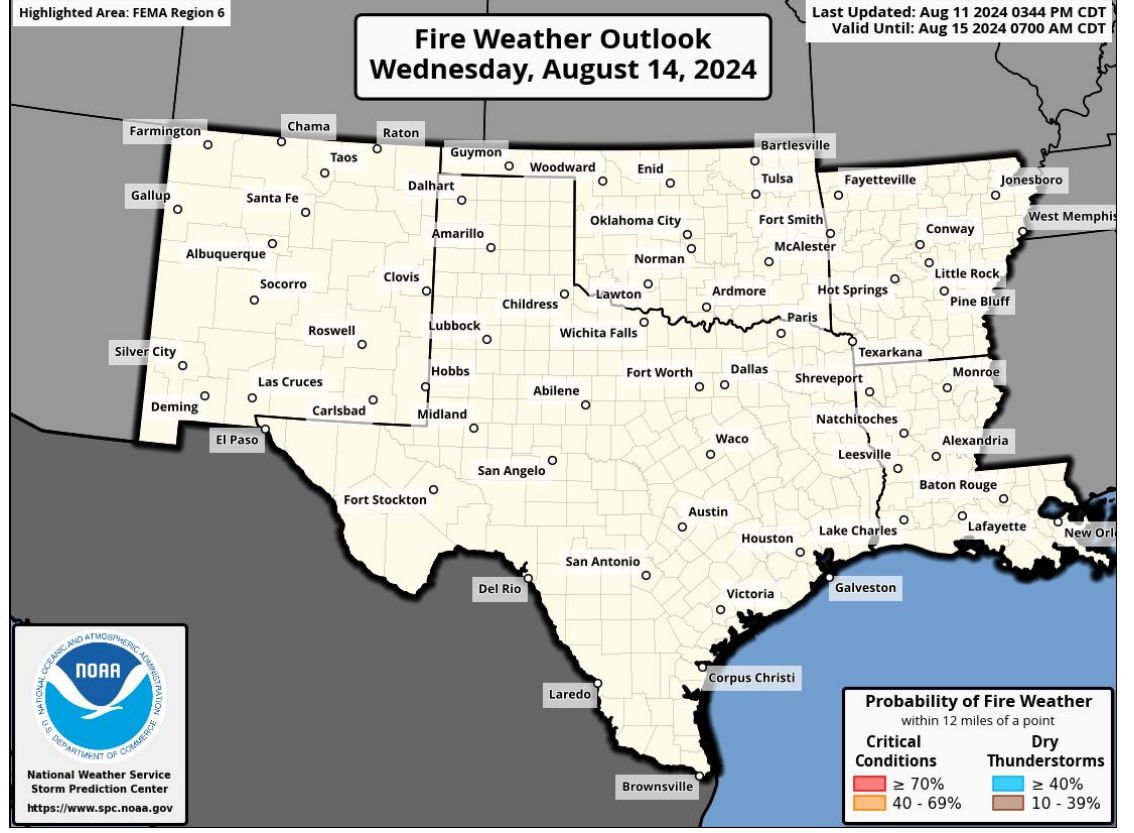 Highlighted Area: FEMA Region 6
Fire Weather Outlook
Wednesday, August 14, 2024
Last Updated: Aug 11 2024 0344 PM CDT
Valid Until: Aug 15 2024 0700 AM CDT
Farmington
Chama
Raton
Taos
Guymon
Woodward
Enid
Bartlesville
Tulsa
Fayetteville
Jonesboro
Gallup
Santa Fe
Dalhart
Oklahoma City
Fort Smith
West Memphis
Albuquerque
Amarillo
Norman
McAlester
Conway
Socorro
Clovis
Childress
Lawton
Ardmore
Hot Springs
Little Rock
Pine Bluff
Roswell
Lubbock
Wichita Falls
Paris
Silver City
Texarkana
Deming
Las Cruces
Carlsbad
Hobbs
Abilene
Fort Worth
Dallas
Shreveport
Monroe
El Paso
Midland
Waco
Natchitoches
Alexandria
San Angelo
Leesville
Fort Stockton
Baton Rouge
Austin
Lake Charles
Lafayette
New Orl
San Antonio
Houston
Del Rio
Victoria
Galveston
Laredo
Corpus Christi
Brownsville
NATIONAL OCEANIC AND ATMOSPHERIC ADMINISTRATION
NOAA
U.S. DEPARTMENT OF COMMERCE
National Weather Service
Storm Prediction Center
https://www.spc.noaa.gov
Probability of Fire Weather
within 12 miles of a point
Critical Conditions
≥ 70%
40 - 69%
Dry Thunderstorms
≥ 40%
10 - 39%